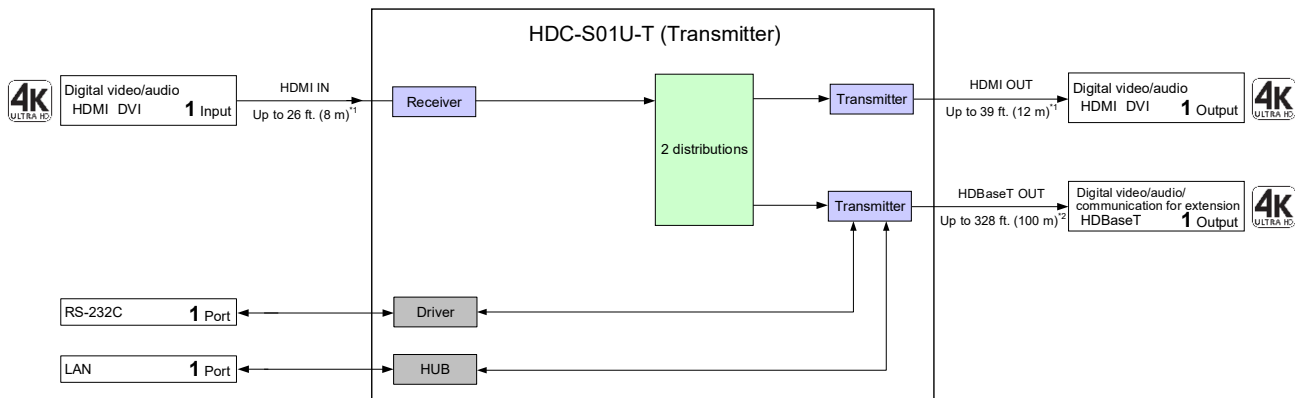 HDC-S01U-T (Transmitter)
4K
ULTRA HD
Digital video/audio
HDMI DVI 1 Input
HDMI IN
Up to 26 ft. (8 m)*1
Receiver
2 distributions
Transmitter
HDMI OUT
Up to 39 ft. (12 m)*1
Digital video/audio
HDMI DVI 1 Output
4K
ULTRA HD
Transmitter
HDBaseT OUT
Up to 328 ft. (100 m)*2
Digital video/audio/
communication for extension
HDBaseT 1 Output
4K
ULTRA HD
RS-232C 1 Port
Driver
LAN 1 Port
HUB